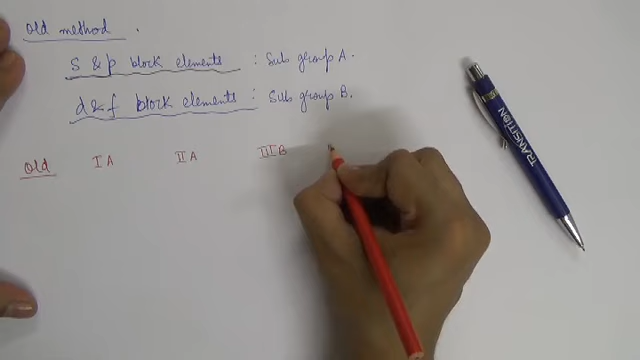 Old method .
s & p block elements : Sub group A.
d & f block elements : Sub group B.
Old IA IIA IIIB
TRANSITION